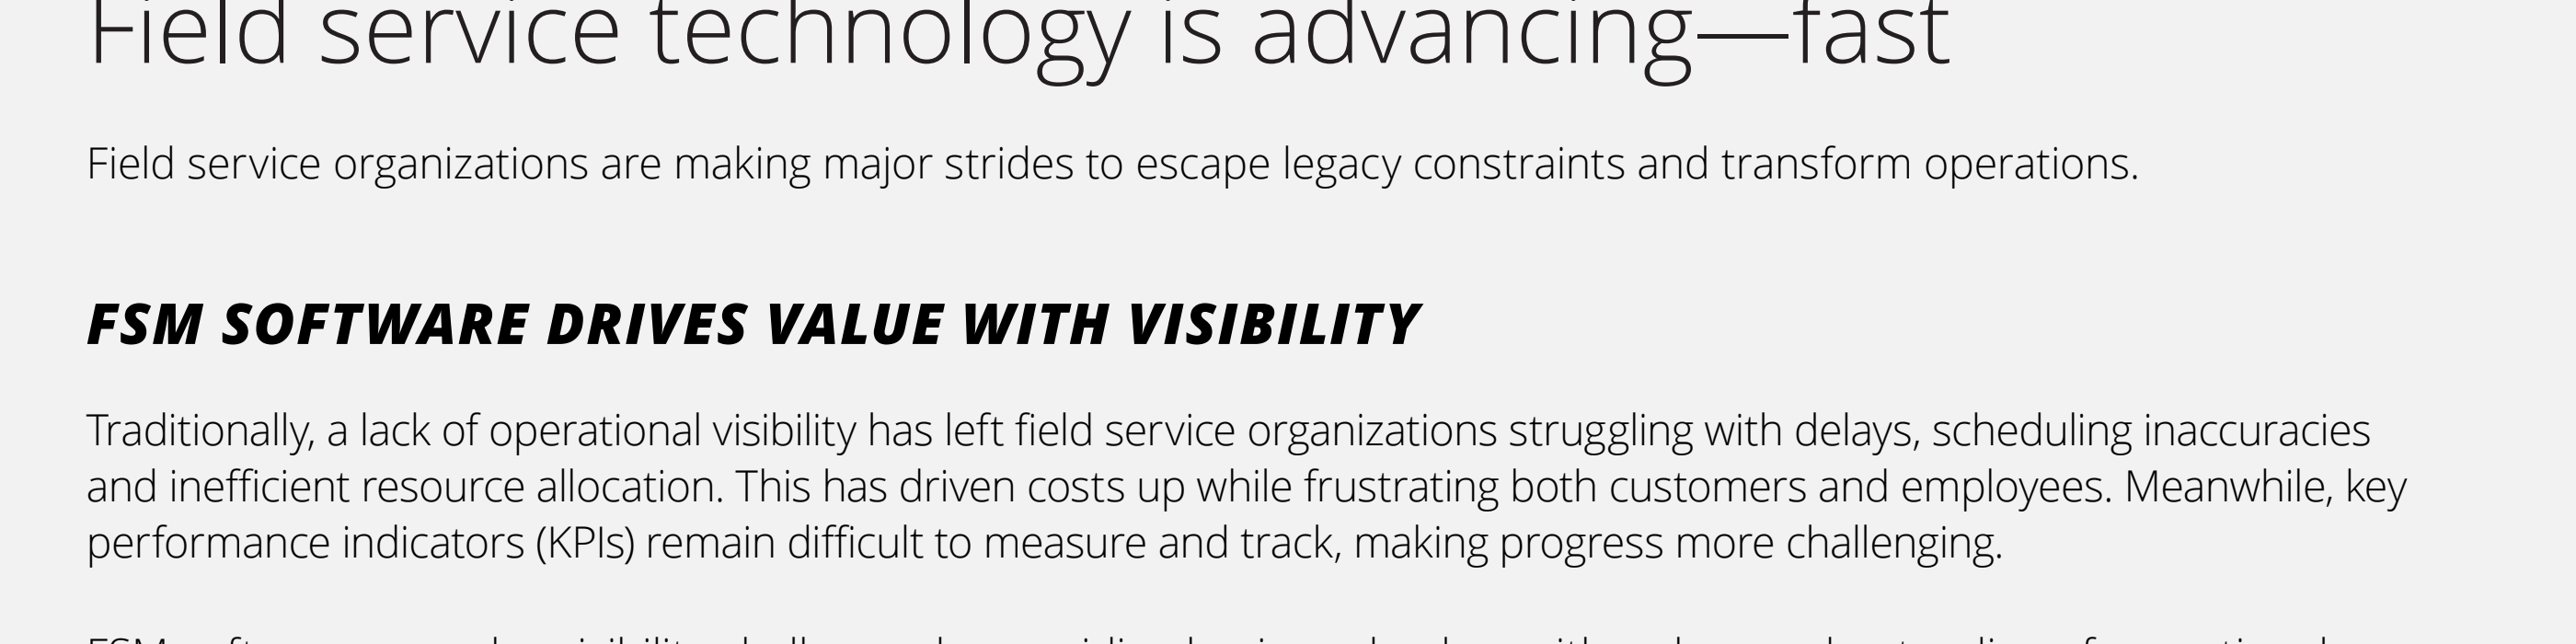 Field service technology is advancing—fast
Field service organizations are making major strides to escape legacy constraints and transform operations.
FSM SOFTWARE DRIVES VALUE WITH VISIBILITY
Traditionally, a lack of operational visibility has left field service organizations struggling with delays, scheduling inaccuracies
and inefficient resource allocation. This has driven costs up while frustrating both customers and employees. Meanwhile, key
performance indicators (KPIs) remain difficult to measure and track, making progress more challenging.